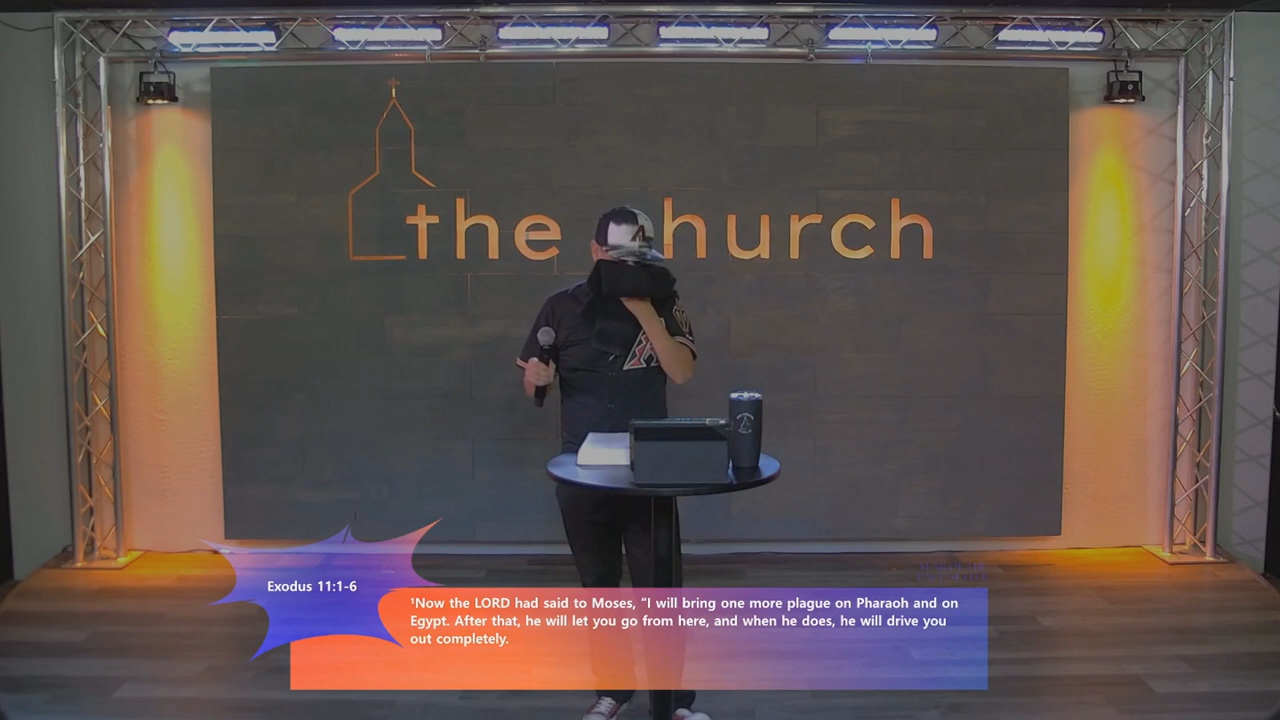 the hurch
A
Exodus 11:1-6
¹Now the LORD had said to Moses, “I will bring one more plague on Pharaoh and on
Egypt. After that, he will let you go from here, and when he does, he will drive you
out completely.